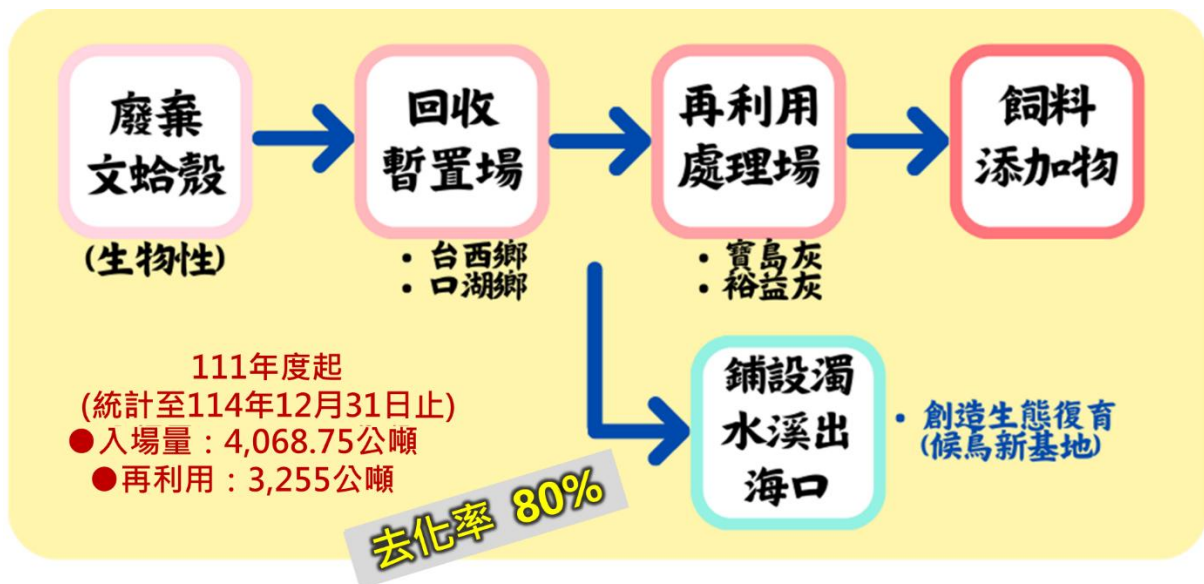 廢棄
文蛤殼
(生物性)
回收
暫置場
• 台西鄉
• 口湖鄉
再利用
處理場
• 寶島灰
• 裕益灰
飼料
添加物
鋪設濁
水溪出
海口
• 創造生態復育
(候鳥新基地)
111年度起
(統計至114年12月31日止)
●入場量：4,068.75公噸
●再利用：3,255公噸
去化率 80%